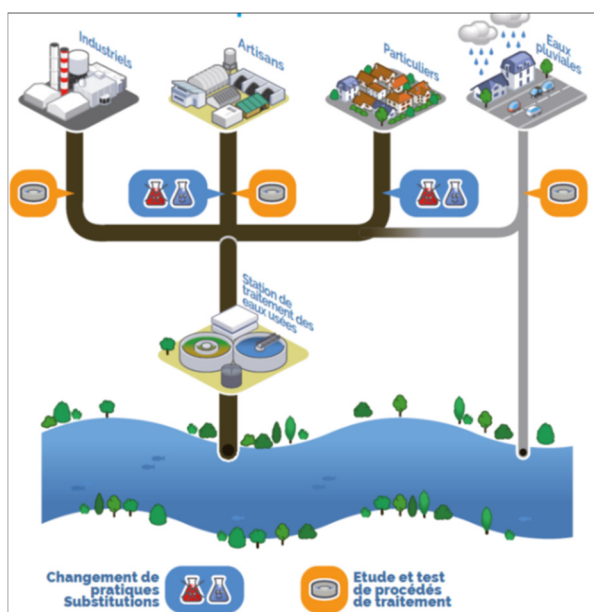 Industriels
Artisans
Particuliers
Eaux
pluviales
Station de
traitement des
eaux usées
Changement de
pratiques
Substitutions
Etude et test
de procédés
de traitement